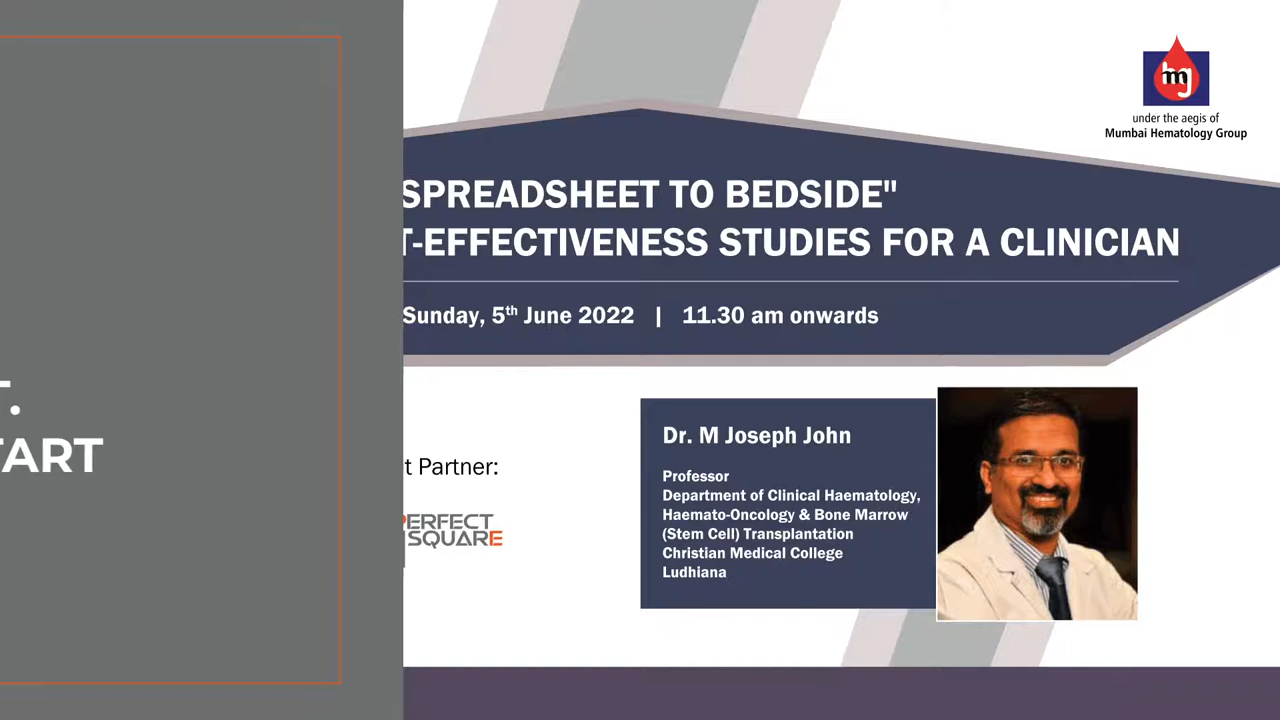 T.
TART
hg
under the aegis of
Mumbai Hematology Group
SPREADSHEET TO BEDSIDE"
T-EFFECTIVENESS STUDIES FOR A CLINICIAN
Sunday, 5th June 2022 | 11.30 am onwards
t Partner:
PERFECT
SQUARE
Dr. M Joseph John
Professor
Department of Clinical Haematology,
Haemato-Oncology & Bone Marrow
(Stem Cell) Transplantation
Christian Medical College
Ludhiana